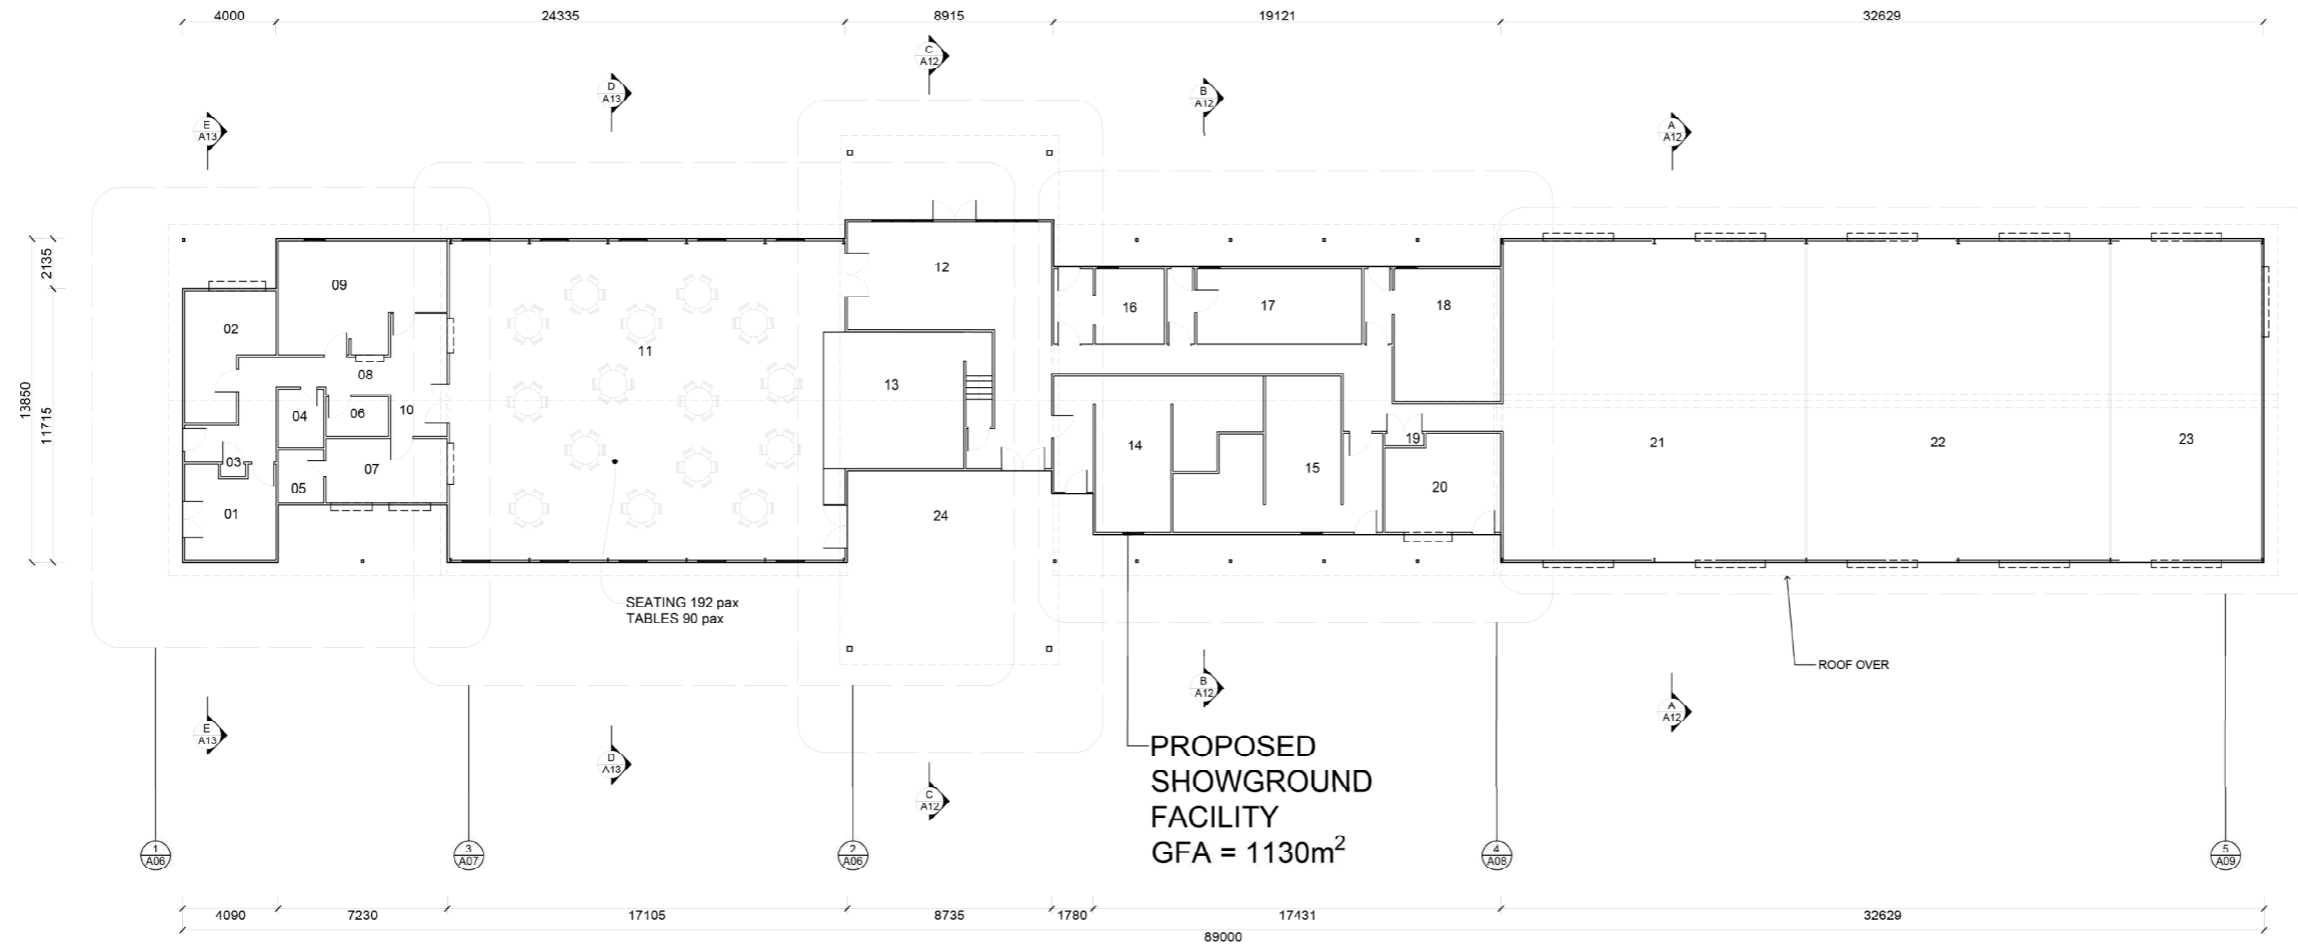 4000 24335 8915 19121 32629
C
A12
D
A13
B
A12
E
A13
A
A12
2135
13850
11715
09
12
02
16
17
18
11
08
13
10
04
06
14
19
21
22
23
03
07
15
05
20
01
24
SEATING 192 pax
TABLES 90 pax
ROOF OVER
B
A12
A
A12
E
A13
D
A13
C
A12
PROPOSED
SHOWGROUND
FACILITY
GFA = 1130m²
1
A06
3
A07
2
A06
4
A08
5
A09
4090 7230 17105 8735 1780 17431 32629
89000